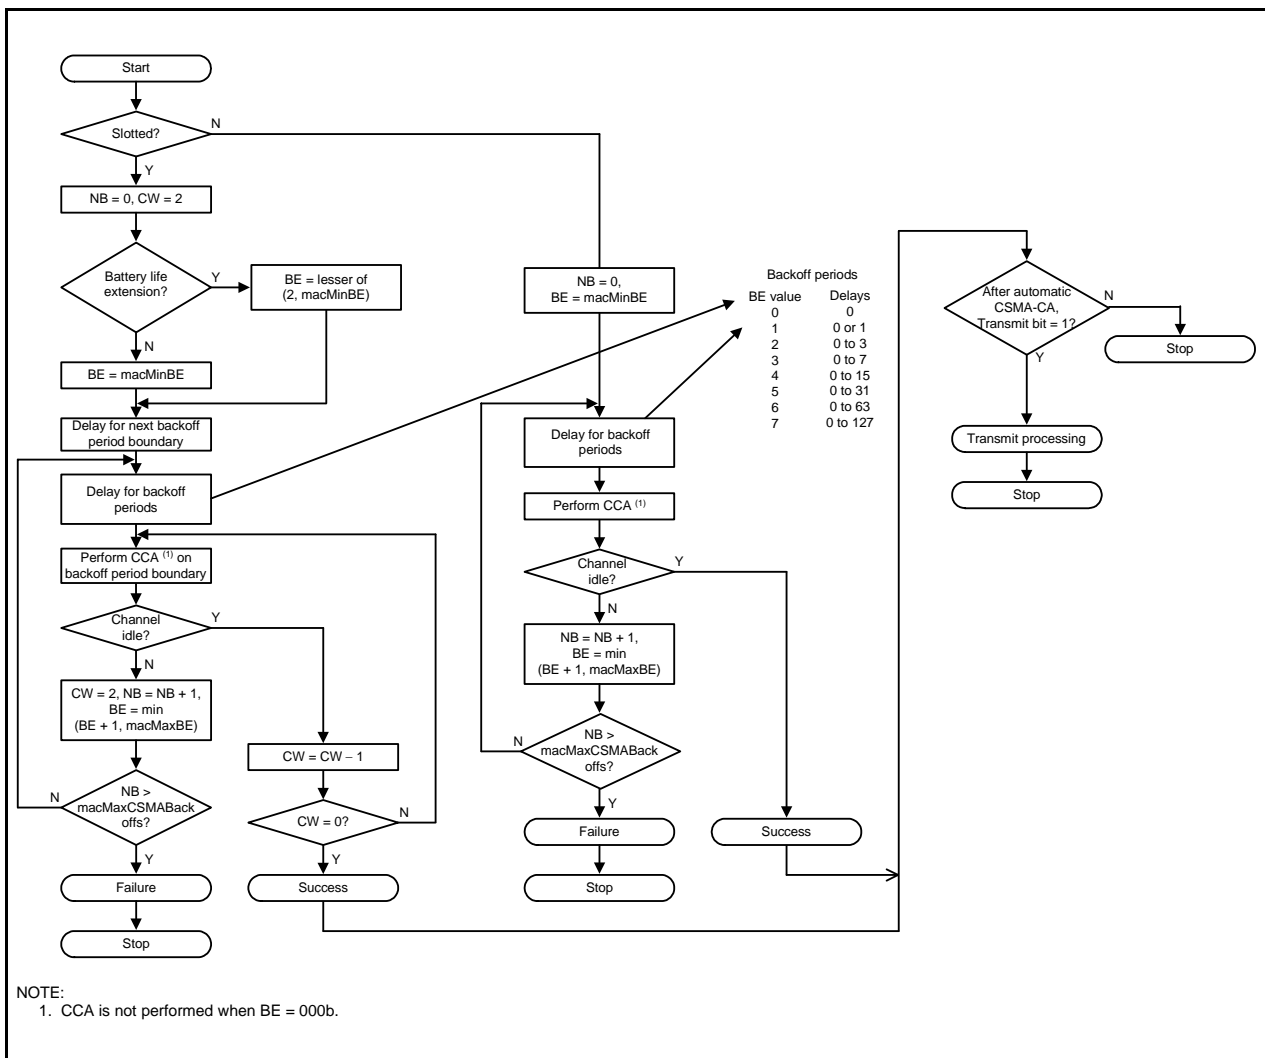 Start
Slotted?
N
Y
NB = 0, CW = 2
Battery life
extension?
Y
BE = lesser of
(2, macMinBE)
N
BE = macMinBE
Delay for next backoff
period boundary
Delay for backoff
periods
Perform CCA (1) on
backoff period boundary
Channel
idle?
Y
N
CW = 2, NB = NB + 1,
BE = min
(BE + 1, macMaxBE)
NB >
macMaxCSMABack
offs?
N
Y
Failure
Stop
CW = CW – 1
CW = 0?
N
Y
Success
NB = 0,
BE = macMinBE
Delay for backoff
periods
Perform CCA (1)
Channel
idle?
Y
N
NB = NB + 1,
BE = min
(BE + 1, macMaxBE)
NB >
macMaxCSMABack
offs?
N
Y
Failure
Stop
Success
Backoff periods
BE value Delays
0 0
1 0 or 1
2 0 to 3
3 0 to 7
4 0 to 15
5 0 to 31
6 0 to 63
7 0 to 127
After automatic
CSMA-CA,
Transmit bit = 1?
N
Stop
Y
Transmit processing
Stop
NOTE:
1. CCA is not performed when BE = 000b.